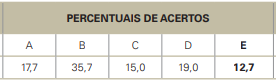 PERCENTUAIS DE ACERTOS
A B C D E
17,7 35,7 15,0 19,0 12,7